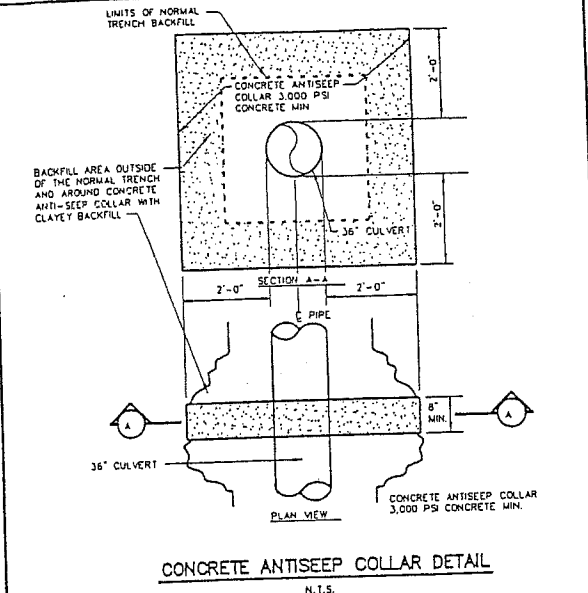 LIMITS OF NORMAL
TRENCH BACKFILL
CONCRETE ANTISEEP
COLLAR 3,000 PSI
CONCRETE MIN
2'-0"
BACKFILL AREA OUTSIDE
OF THE NORMAL TRENCH
AND AROUND CONCRETE
ANTI-SEEP COLLAR WITH
CLAYEY BACKFILL
36" CULVERT
2'-0"
SECTION A-A
2'-0"
2'-0"
℄ PIPE
A
8"
MIN.
A
36" CULVERT
CONCRETE ANTISEEP COLLAR
3,000 PSI CONCRETE MIN.
PLAN VIEW
CONCRETE ANTISEEP COLLAR DETAIL
N.T.S.